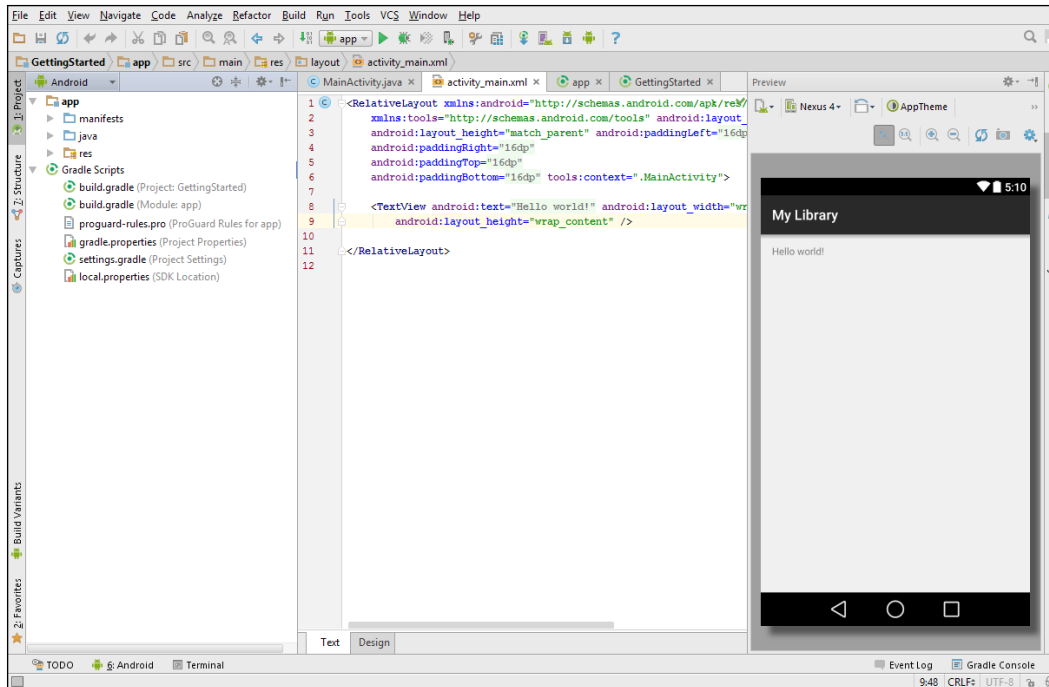 File Edit View Navigate Code Analyze Refactor Build Run Tools VCS Window Help
app
GettingStarted app src main res layout activity_main.xml
1: Project
7: Structure
Captures
Build Variants
2: Favorites
Android
app
manifests
java
res
Gradle Scripts
build.gradle (Project: GettingStarted)
build.gradle (Module: app)
proguard-rules.pro (ProGuard Rules for app)
gradle.properties (Project Properties)
settings.gradle (Project Settings)
local.properties (SDK Location)
MainActivity.java activity_main.xml app GettingStarted
1 <RelativeLayout xmlns:android="http://schemas.android.com/apk/res/
2 xmlns:tools="http://schemas.android.com/tools" android:layout_
3 android:layout_height="match_parent" android:paddingLeft="16dp
4 android:paddingRight="16dp"
5 android:paddingTop="16dp"
6 android:paddingBottom="16dp" tools:context=".MainActivity">
7
8 <TextView android:text="Hello world!" android:layout_width="wr
9 android:layout_height="wrap_content" />
10
11 </RelativeLayout>
12
Text Design
Preview
Nexus 4 AppTheme
5:10
My Library
Hello world!
TODO 6: Android Terminal Event Log Gradle Console
9:48 CRLF UTF-8